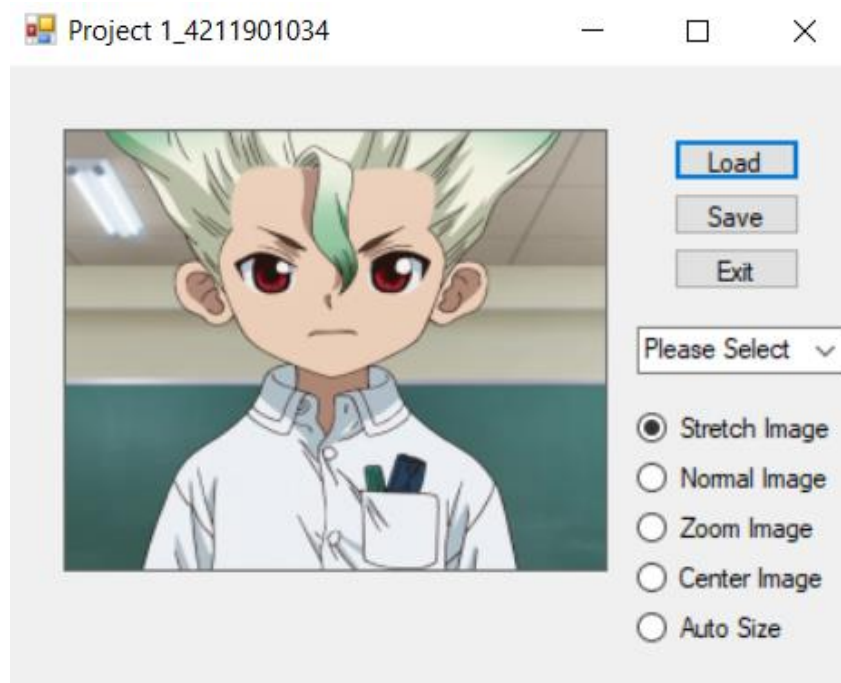 Project 1_4211901034
Load
Save
Exit
Please Select
Stretch Image
Normal Image
Zoom Image
Center Image
Auto Size